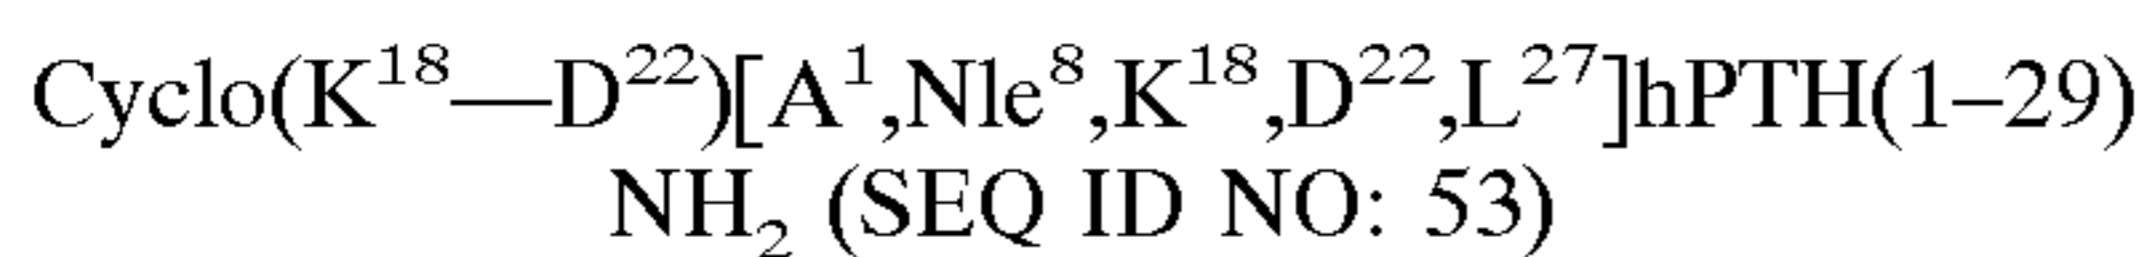 Cyclo(K¹⁸—D²²)[A¹,Nle⁸,K¹⁸,D²²,L²⁷]hPTH(1–29)
NH₂ (SEQ ID NO: 53)